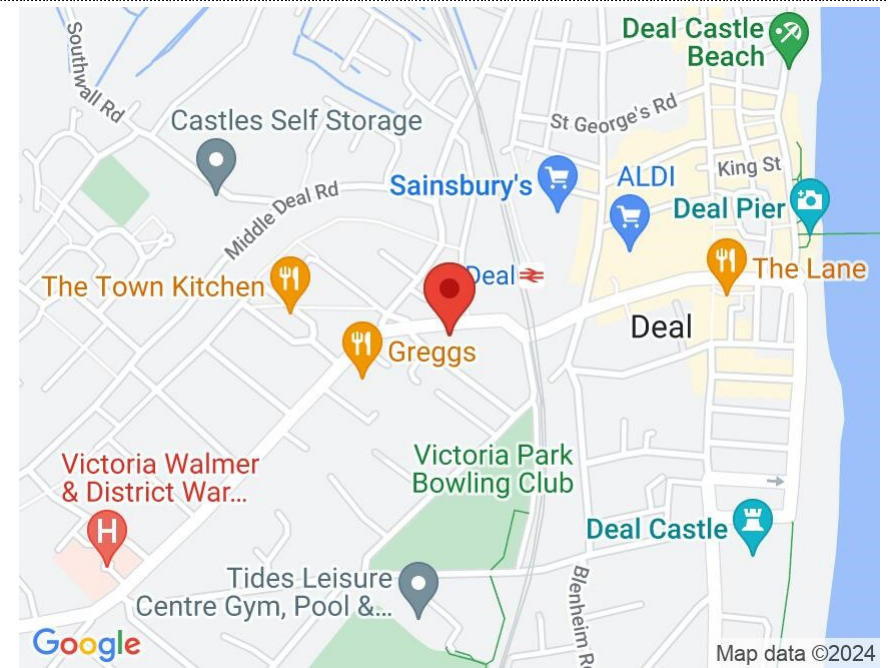 Southwall Rd
Deal Castle
Beach
Castles Self Storage
St George's Rd
Middle Deal Rd
Sainsbury's
ALDI
King St
Deal Pier
The Town Kitchen
Deal
The Lane
Deal
Greggs
Victoria Walmer
& District War...
H
Victoria Park
Bowling Club
Deal Castle
Tides Leisure
Centre Gym, Pool &...
Blenheim R
Google
Map data ©2024